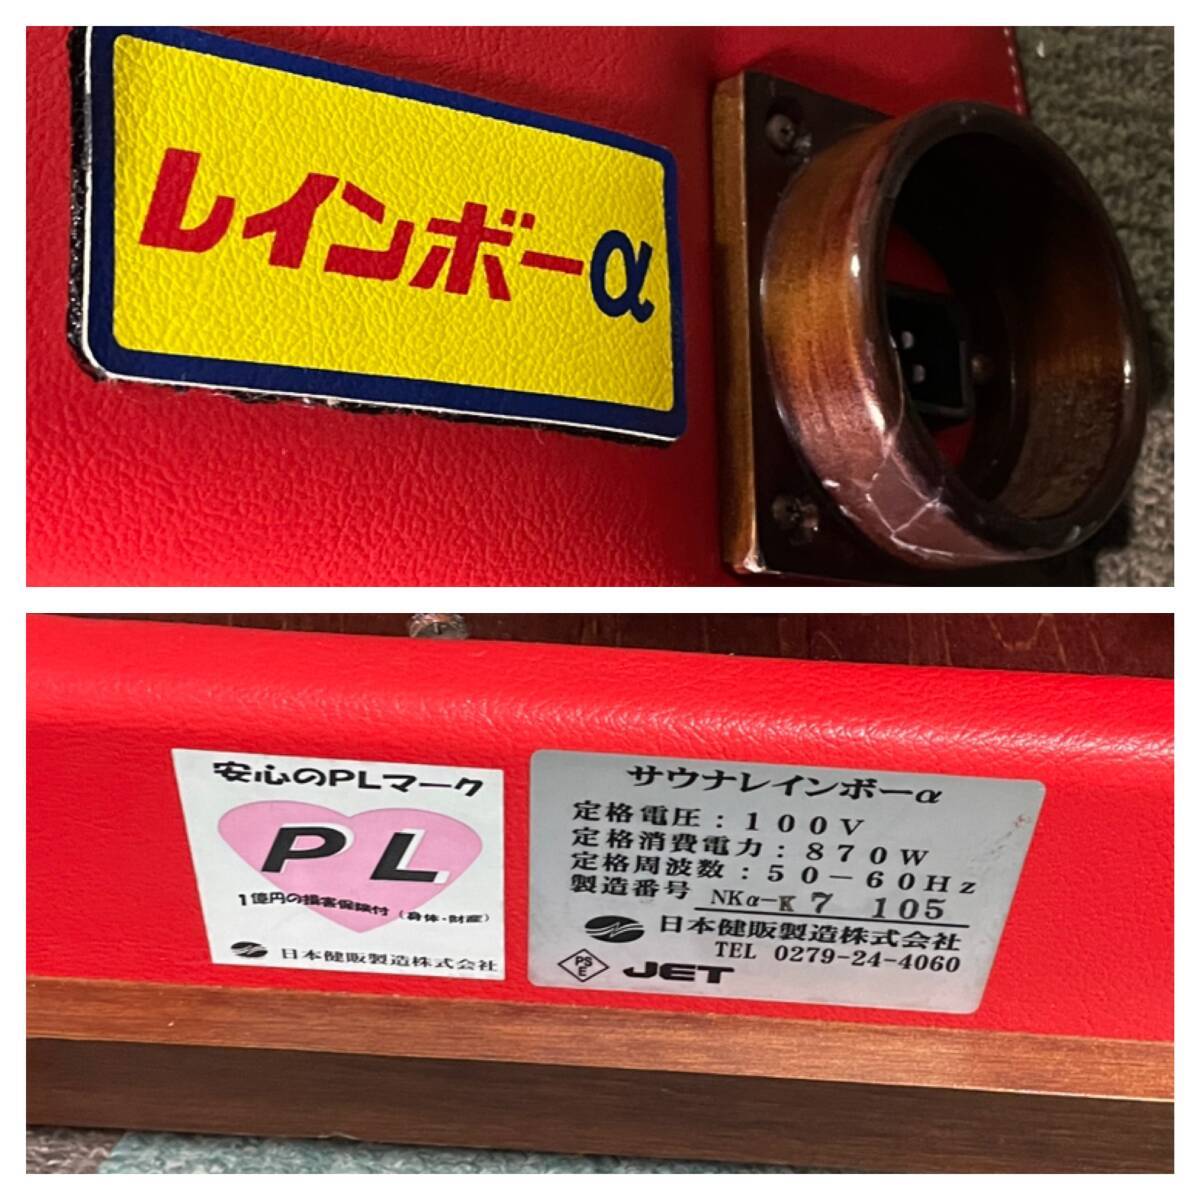 レインボーα
安心のPLマーク
PL
1億円の損害保険付(身体・財産)
日本健販製造株式会社
サウナレインボーα
定格電圧：100V
定格消費電力：870W
定格周波数：50-60Hz
製造番号 NKα-K7 105
日本健販製造株式会社
TEL 0279-24-4060
PSE JET